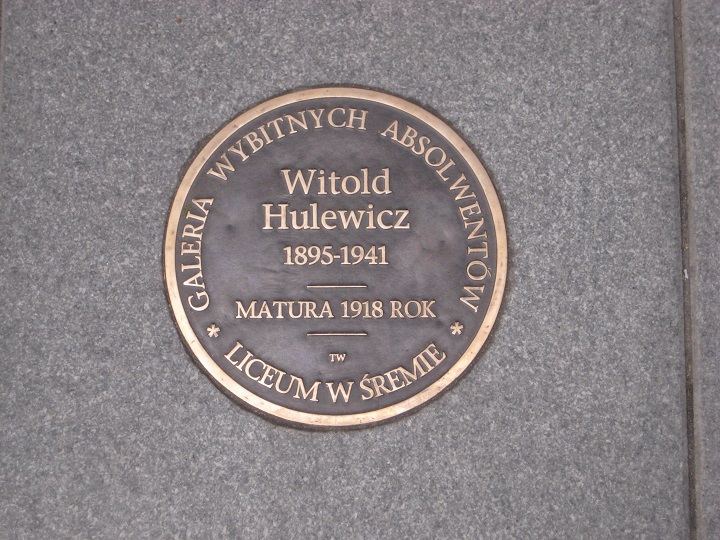 GALERIA WYBITNYCH ABSOLWENTÓW
Witold
Hulewicz
1895-1941
MATURA 1918 ROK
TW
* LICEUM W ŚREMIE *